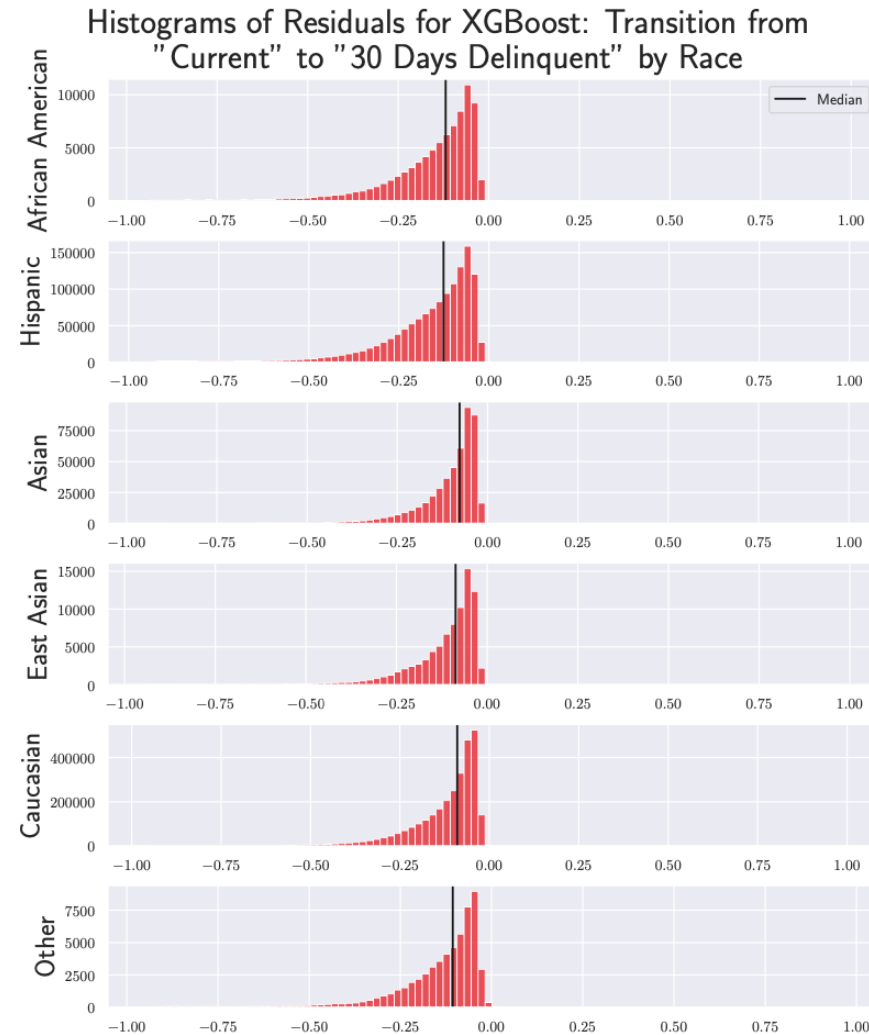 Histograms of Residuals for XGBoost: Transition from
"Current" to "30 Days Delinquent" by Race
African American
10000
5000
0
Median
−1.00 −0.75 −0.50 −0.25 0.00 0.25 0.50 0.75 1.00
Hispanic
150000
100000
50000
0
−1.00 −0.75 −0.50 −0.25 0.00 0.25 0.50 0.75 1.00
Asian
75000
50000
25000
0
−1.00 −0.75 −0.50 −0.25 0.00 0.25 0.50 0.75 1.00
East Asian
15000
10000
5000
0
−1.00 −0.75 −0.50 −0.25 0.00 0.25 0.50 0.75 1.00
Caucasian
400000
200000
0
−1.00 −0.75 −0.50 −0.25 0.00 0.25 0.50 0.75 1.00
Other
7500
5000
2500
0
−1.00 −0.75 −0.50 −0.25 0.00 0.25 0.50 0.75 1.00